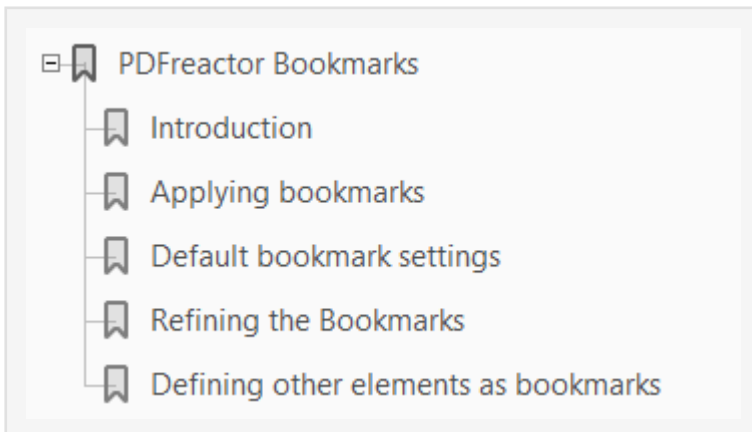 PDFreactor Bookmarks
Introduction
Applying bookmarks
Default bookmark settings
Refining the Bookmarks
Defining other elements as bookmarks